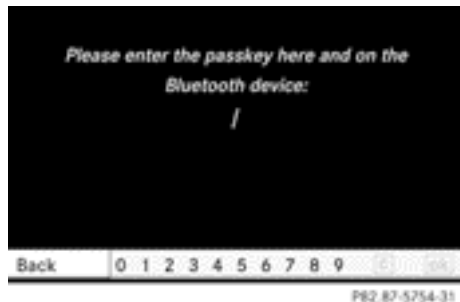 Please enter the passkey here and on the
Bluetooth device:
Back 0 1 2 3 4 5 6 7 8 9 c ok
P82.87-5754-31